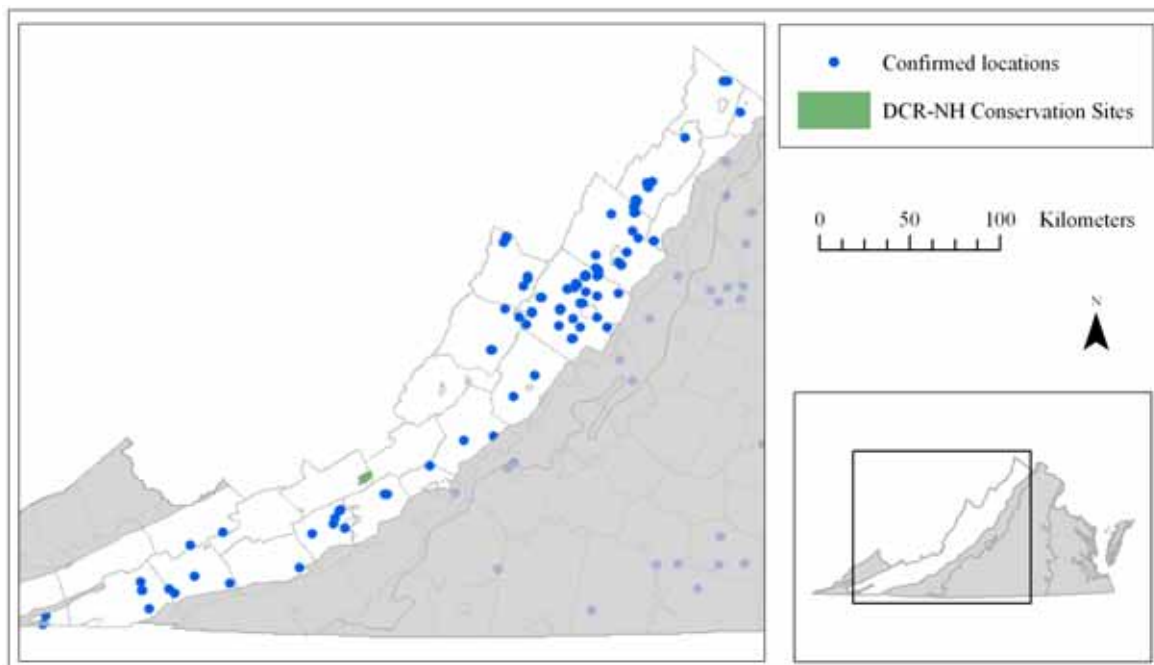 Confirmed locations
DCR-NH Conservation Sites
0 50 100 Kilometers
N